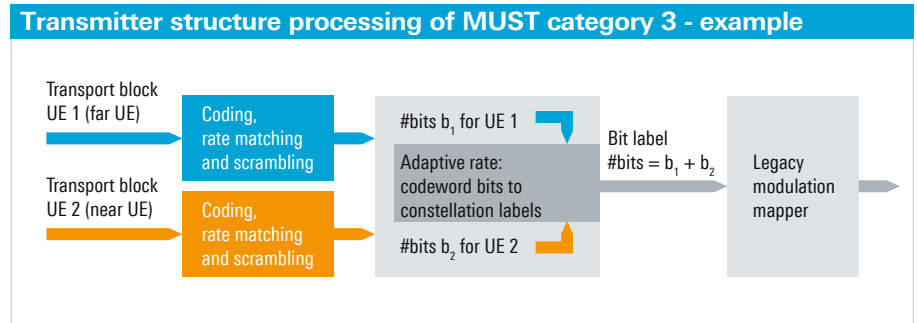 Transmitter structure processing of MUST category 3 - example
Transport block
UE 1 (far UE)
Coding,
rate matching
and scrambling
#bits b₁ for UE 1
Adaptive rate:
codeword bits to
constellation labels
#bits b₂ for UE 2
Bit label
#bits = b₁ + b₂
Legacy
modulation
mapper
Transport block
UE 2 (near UE)
Coding,
rate matching
and scrambling